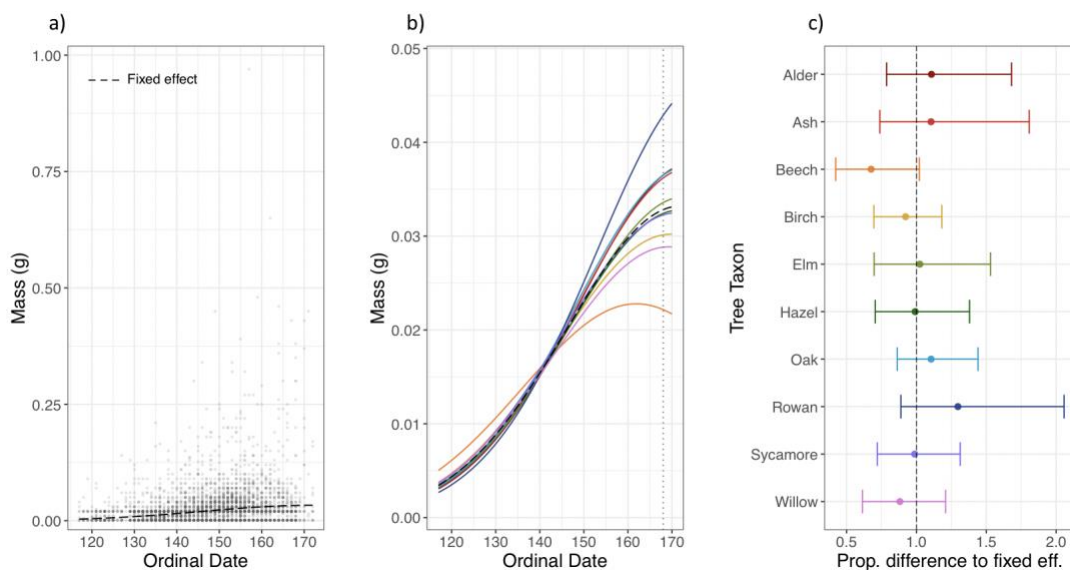 a)
b)
c)
1.00
0.75
0.50
0.25
0.00
Mass (g)
Fixed effect
120 130 140 150 160 170
Ordinal Date
0.05
0.04
0.03
0.02
0.01
0.00
Mass (g)
120 130 140 150 160 170
Ordinal Date
Tree Taxon
Alder
Ash
Beech
Birch
Elm
Hazel
Oak
Rowan
Sycamore
Willow
0.5 1.0 1.5 2.0
Prop. difference to fixed eff.